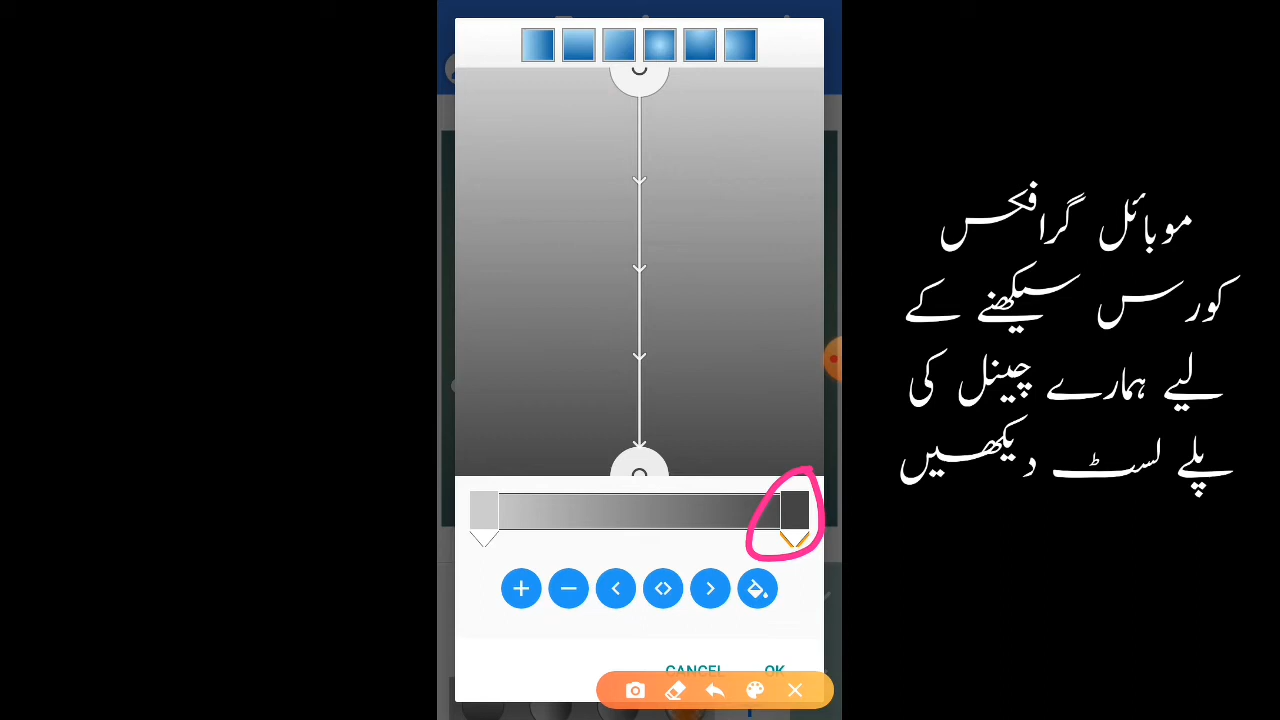 موبائل گرافکس
کورس سیکھنے کے
لیے ہمارے چینل کی
پلے لسٹ دیکھیں
CANCEL OK